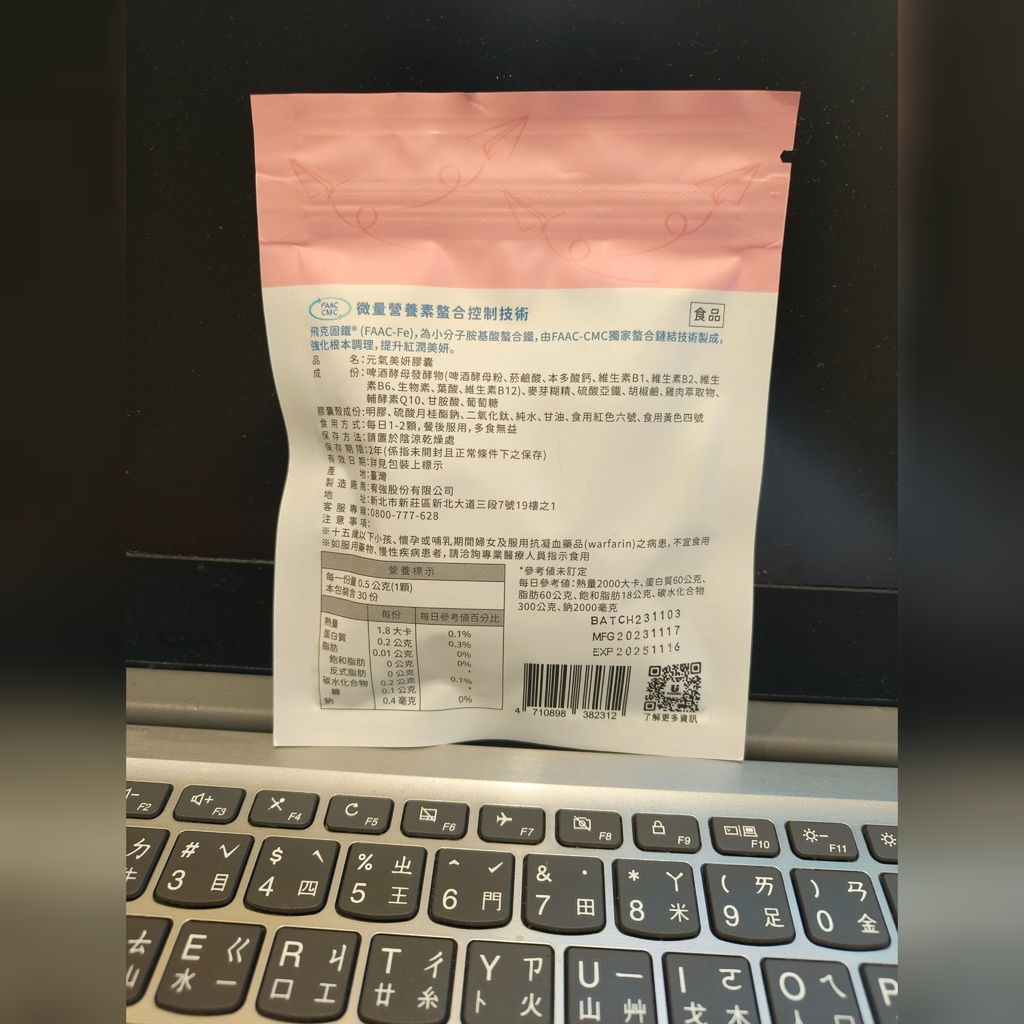 FAAC
CMC
微量營養素螯合控制技術
食品
飛克固鐵® (FAAC-Fe),為小分子胺基酸螯合鐵,由FAAC-CMC獨家螯合鏈結技術製成,
強化根本調理,提升紅潤美妍。
品名:元氣美妍膠囊
成份:啤酒酵母發酵物(啤酒酵母粉、菸鹼酸、本多酸鈣、維生素B1、維生素B2、維生
素B6、生物素、葉酸、維生素B12)、麥芽糊精、硫酸亞鐵、胡椒鹼、雞肉萃取物、
輔酵素Q10、甘胺酸、葡萄糖
膠囊殼成份:明膠、硫酸月桂酯鈉、二氧化鈦、純水、甘油、食用紅色六號、食用黃色四號
食用方式:每日1-2顆,餐後服用,多食無益
保存方法:請置於陰涼乾燥處
保存期限:2年(係指未開封且正常條件下之保存)
有效日期:詳見包裝上標示
產地:臺灣
製造廠商:宥強股份有限公司
地址:新北市新莊區新北大道三段7號19樓之1
客服專線:0800-777-628
注意事項:
※十五歲以下小孩、懷孕或哺乳期間婦女及服用抗凝血藥品(warfarin)之病患,不宜食用
※如服用藥物、慢性疾病患者,請洽詢專業醫療人員指示食用
營養標示
每一份量 0.5 公克(1顆)
本包裝含 30 份
每份 每日參考值百分比
熱量 1.8 大卡 0.1%
蛋白質 0.2 公克 0.3%
脂肪 0.01 公克 0%
飽和脂肪 0 公克 0%
反式脂肪 0 公克 *
碳水化合物 0.2 公克 0.1%
糖 0.1 公克 *
鈉 0.4 毫克 0%
*參考值未訂定
每日參考值:熱量2000大卡、蛋白質60公克、
脂肪60公克、飽和脂肪18公克、碳水化合物
300公克、鈉2000毫克
BATCH231103
MFG20231117
EXP 20251116
4 710898 382312
了解更多資訊
F2 F3 F4 F5 F6 F7 F8 F9 F10 F11
ㄅ # ˇ $ ˋ % ㄓ ^ ˊ & ˙ * ㄚ ( ㄞ ) ㄢ
3 目 4 四 5 王 6 門 7 田 8 米 9 足 0 金
ㄊ E ㄍ R ㄐ T ㄔ Y ㄗ U ㄧ I ㄛ O ㄟ P
山 水 一 口 工 廿 糸 卜 火 山 艸 戈 木 人 口